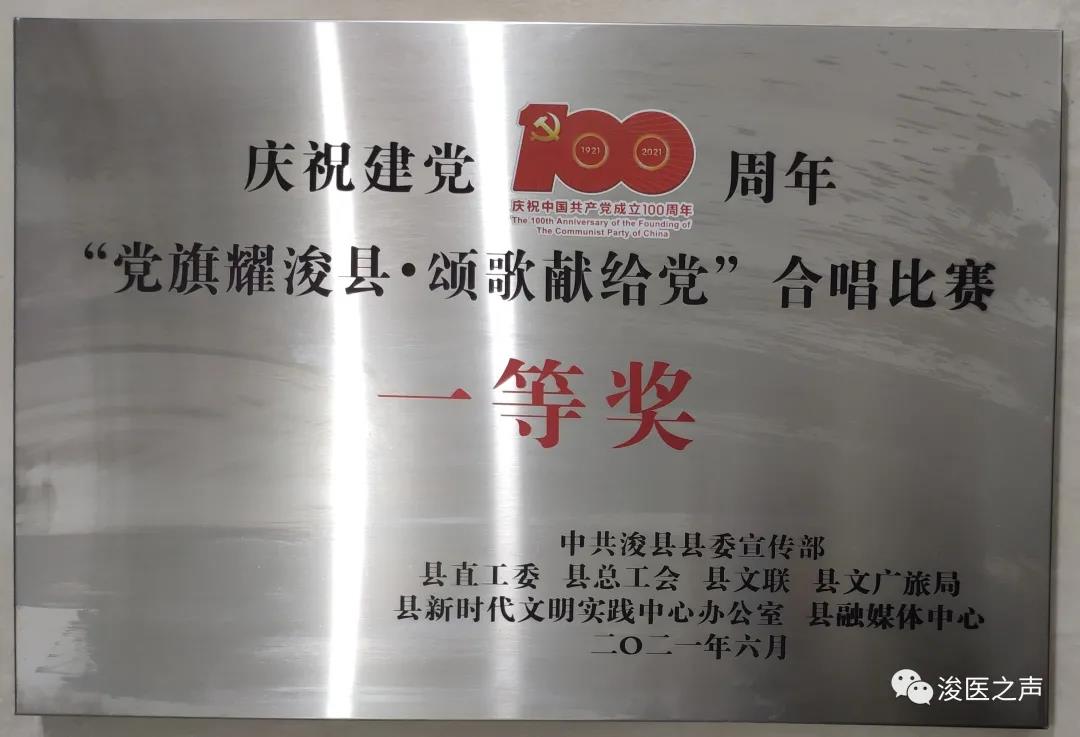 庆祝建党 100 周年
1921 2021
庆祝中国共产党成立100周年
The 100th Anniversary of the Founding of
The Communist Party of China
“党旗耀浚县·颂歌献给党”合唱比赛
一等奖
中共浚县县委宣传部
县直工委 县总工会 县文联 县文广旅局
县新时代文明实践中心办公室 县融媒体中心
二〇二一年六月
浚医之声